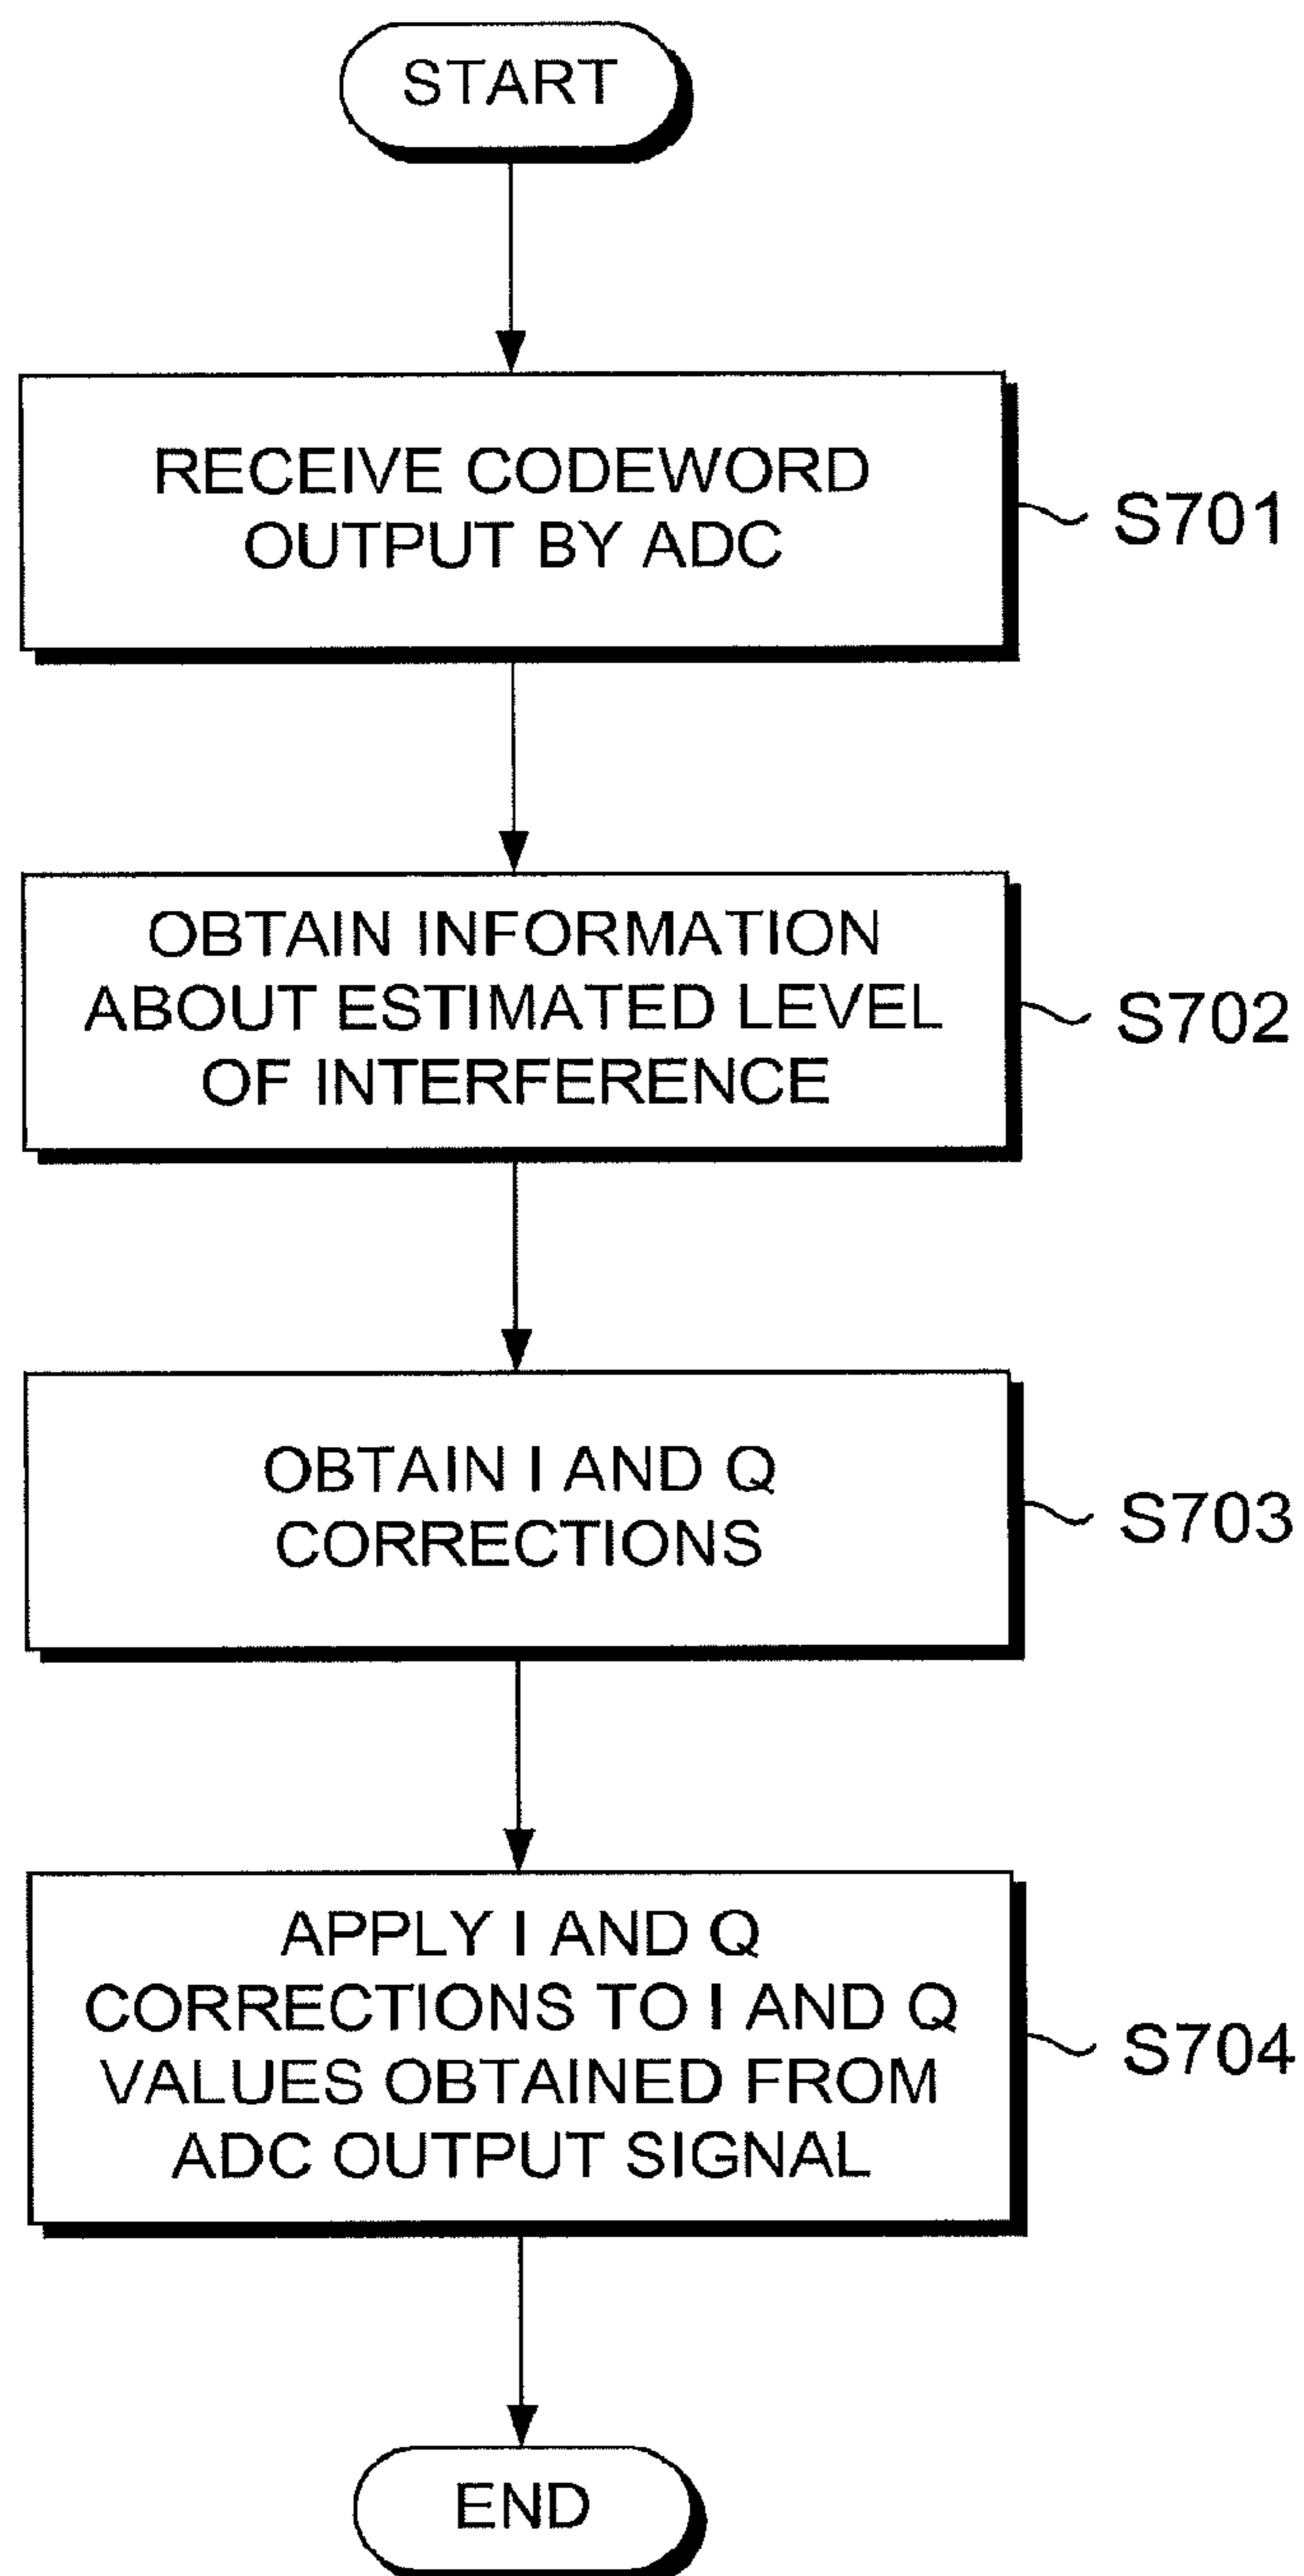 START
RECEIVE CODEWORD
OUTPUT BY ADC
S701
OBTAIN INFORMATION
ABOUT ESTIMATED LEVEL
OF INTERFERENCE
S702
OBTAIN I AND Q
CORRECTIONS
S703
APPLY I AND Q
CORRECTIONS TO I AND Q
VALUES OBTAINED FROM
ADC OUTPUT SIGNAL
S704
END